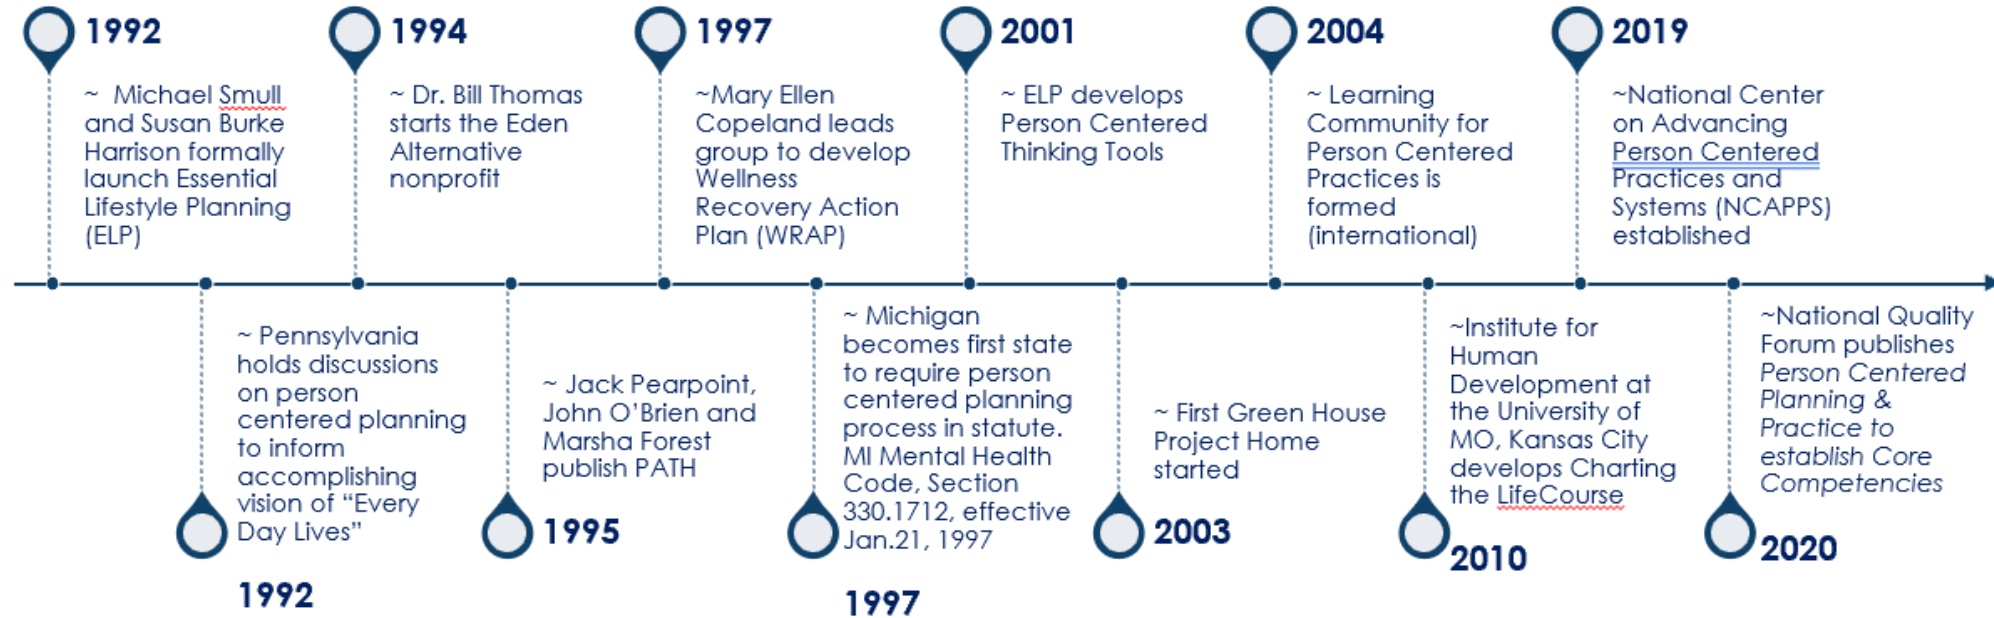 1992
~ Michael Smull
and Susan Burke
Harrison formally
launch Essential
Lifestyle Planning
(ELP)
1994
~ Dr. Bill Thomas
starts the Eden
Alternative
nonprofit
1997
~Mary Ellen
Copeland leads
group to develop
Wellness
Recovery Action
Plan (WRAP)
2001
~ ELP develops
Person Centered
Thinking Tools
2004
~ Learning
Community for
Person Centered
Practices is
formed
(international)
2019
~National Center
on Advancing
Person Centered
Practices and
Systems (NCAPPS)
established
~ Pennsylvania
holds discussions
on person
centered planning
to inform
accomplishing
vision of “Every
Day Lives”
1992
~ Jack Pearpoint,
John O’Brien and
Marsha Forest
publish PATH
1995
~ Michigan
becomes first state
to require person
centered planning
process in statute.
MI Mental Health
Code, Section
330.1712, effective
Jan.21, 1997
1997
~ First Green House
Project Home
started
2003
~Institute for
Human
Development at
the University of
MO, Kansas City
develops Charting
the LifeCourse
2010
~National Quality
Forum publishes
Person Centered
Planning &
Practice to
establish Core
Competencies
2020